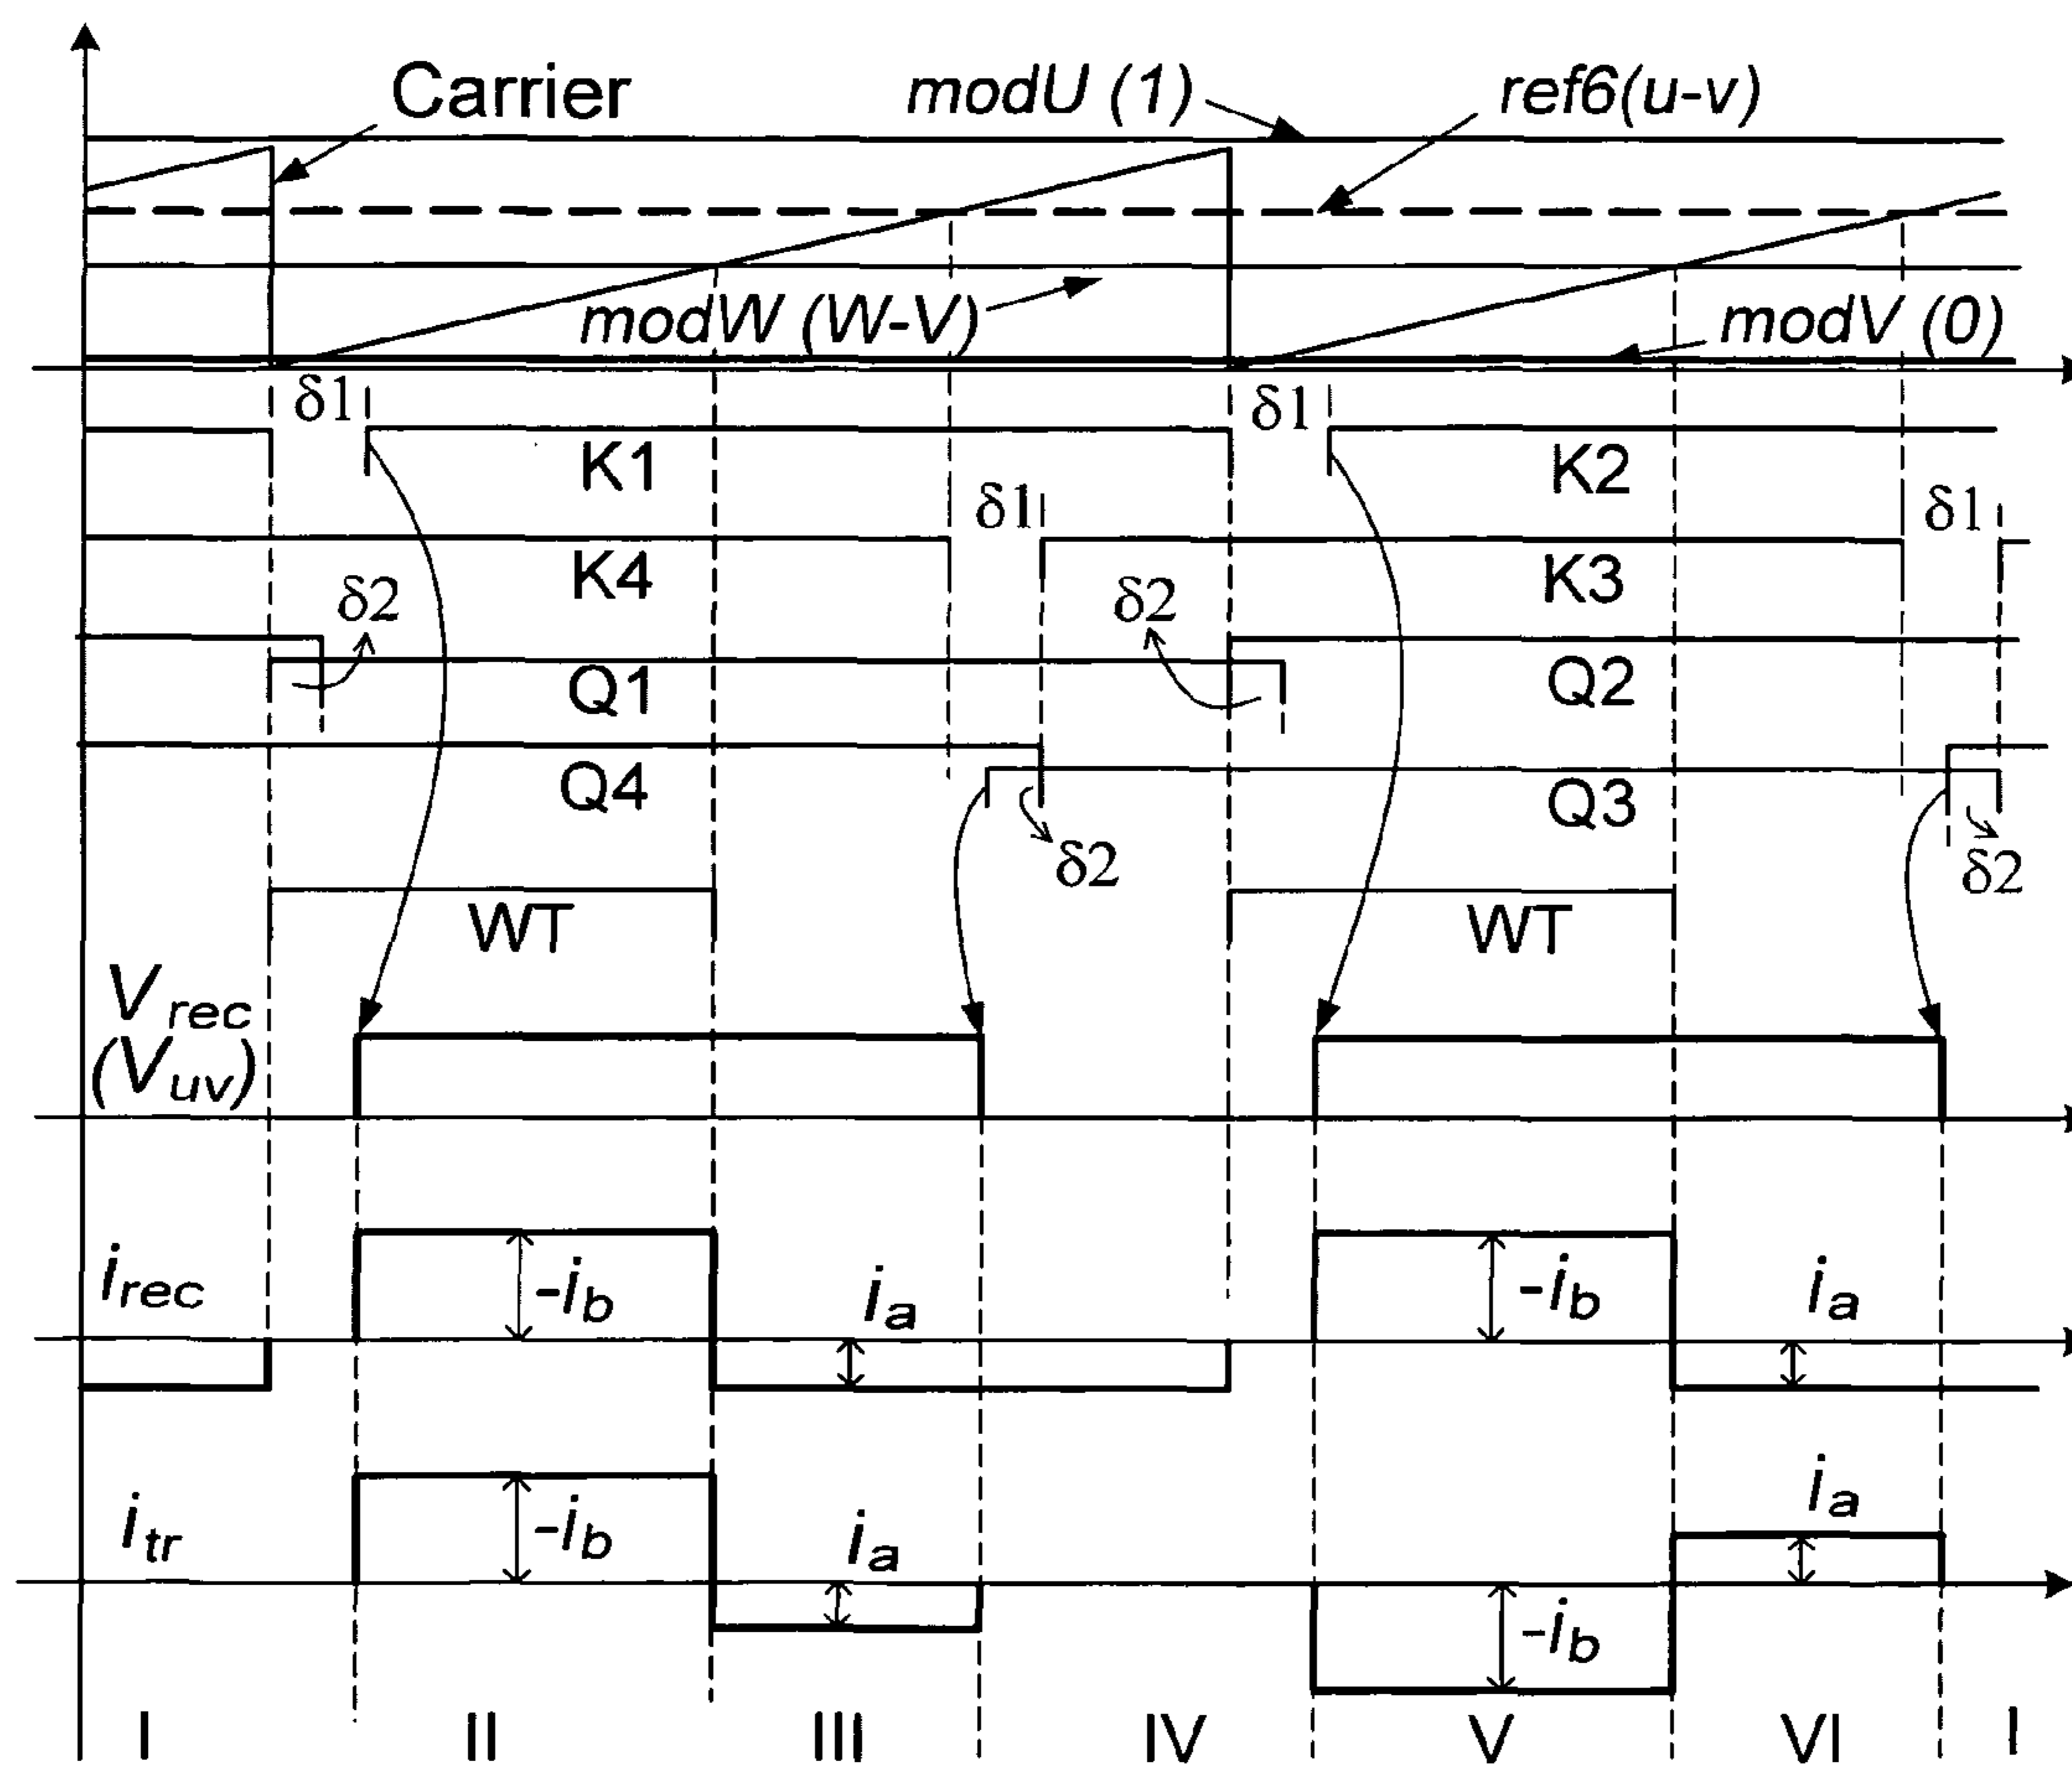 Carrier
modU (1)
ref6(u-v)
modW (W-V)
modV (0)
δ1
δ1
K1
K2
δ1
δ1
K4
K3
δ2
δ2
Q1
Q2
Q4
Q3
δ2
δ2
WT
WT
Vrec
(Vuv)
irec
-ib
ia
-ib
ia
itr
-ib
ia
-ib
ia
I
II
III
IV
V
VI
I